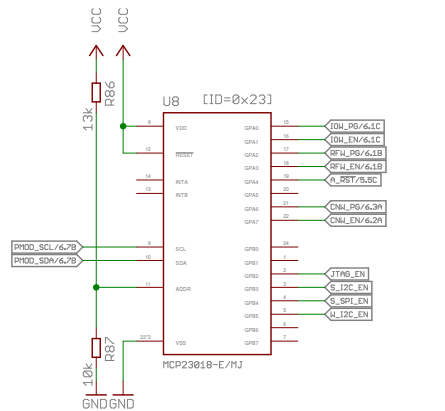 VCC VCC
U8 [ID=0x23]
R86
13k
8 VDD GPA0 15 IOW_PG/6.1C
GPA1 16 IOW_EN/6.1C
12 RESET GPA2 17 RFW_PG/6.1B
GPA3 18 RFW_EN/6.1B
14 INTA GPA4 19 A_RST/5.5C
13 INTB GPA5 20
GPA6 21 CNW_PG/6.3A
GPA7 22 CNW_EN/6.2A
PMOD_SCL/6.7B 9 SCL GPB0 24
PMOD_SDA/6.7B 10 SDA GPB1 1
GPB2 2 JTAG_EN
11 ADDR GPB3 3 S_I2C_EN
GPB4 4 S_SPI_EN
GPB5 5 W_I2C_EN
GPB6 6
VSS GPB7 7
R87
10k
MCP23018-E/MJ
GND GND